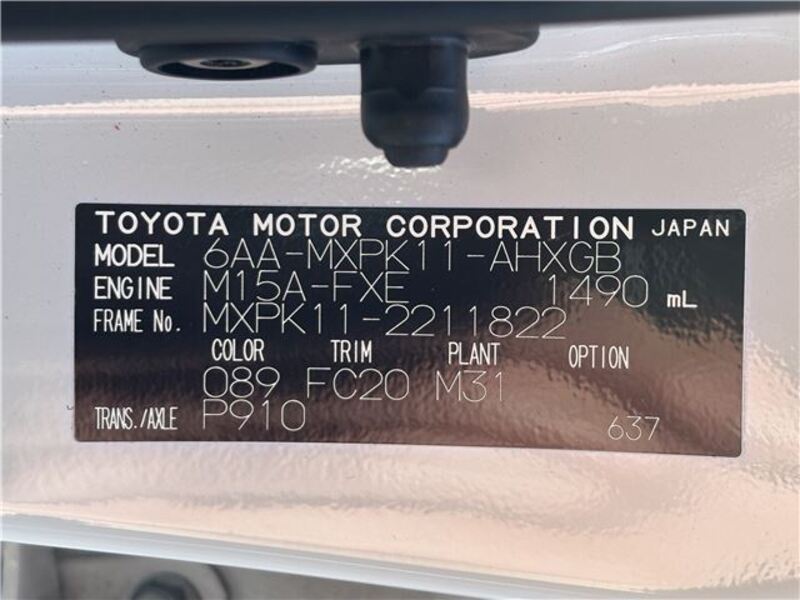 TOYOTA MOTOR CORPORATION JAPAN
MODEL 6AA-MXPK11-AHXGB
ENGINE M15A-FXE 1490 mL
FRAME No. MXPK11-2211822
COLOR TRIM PLANT OPTION
089 FC20 M31
TRANS./AXLE P910 637